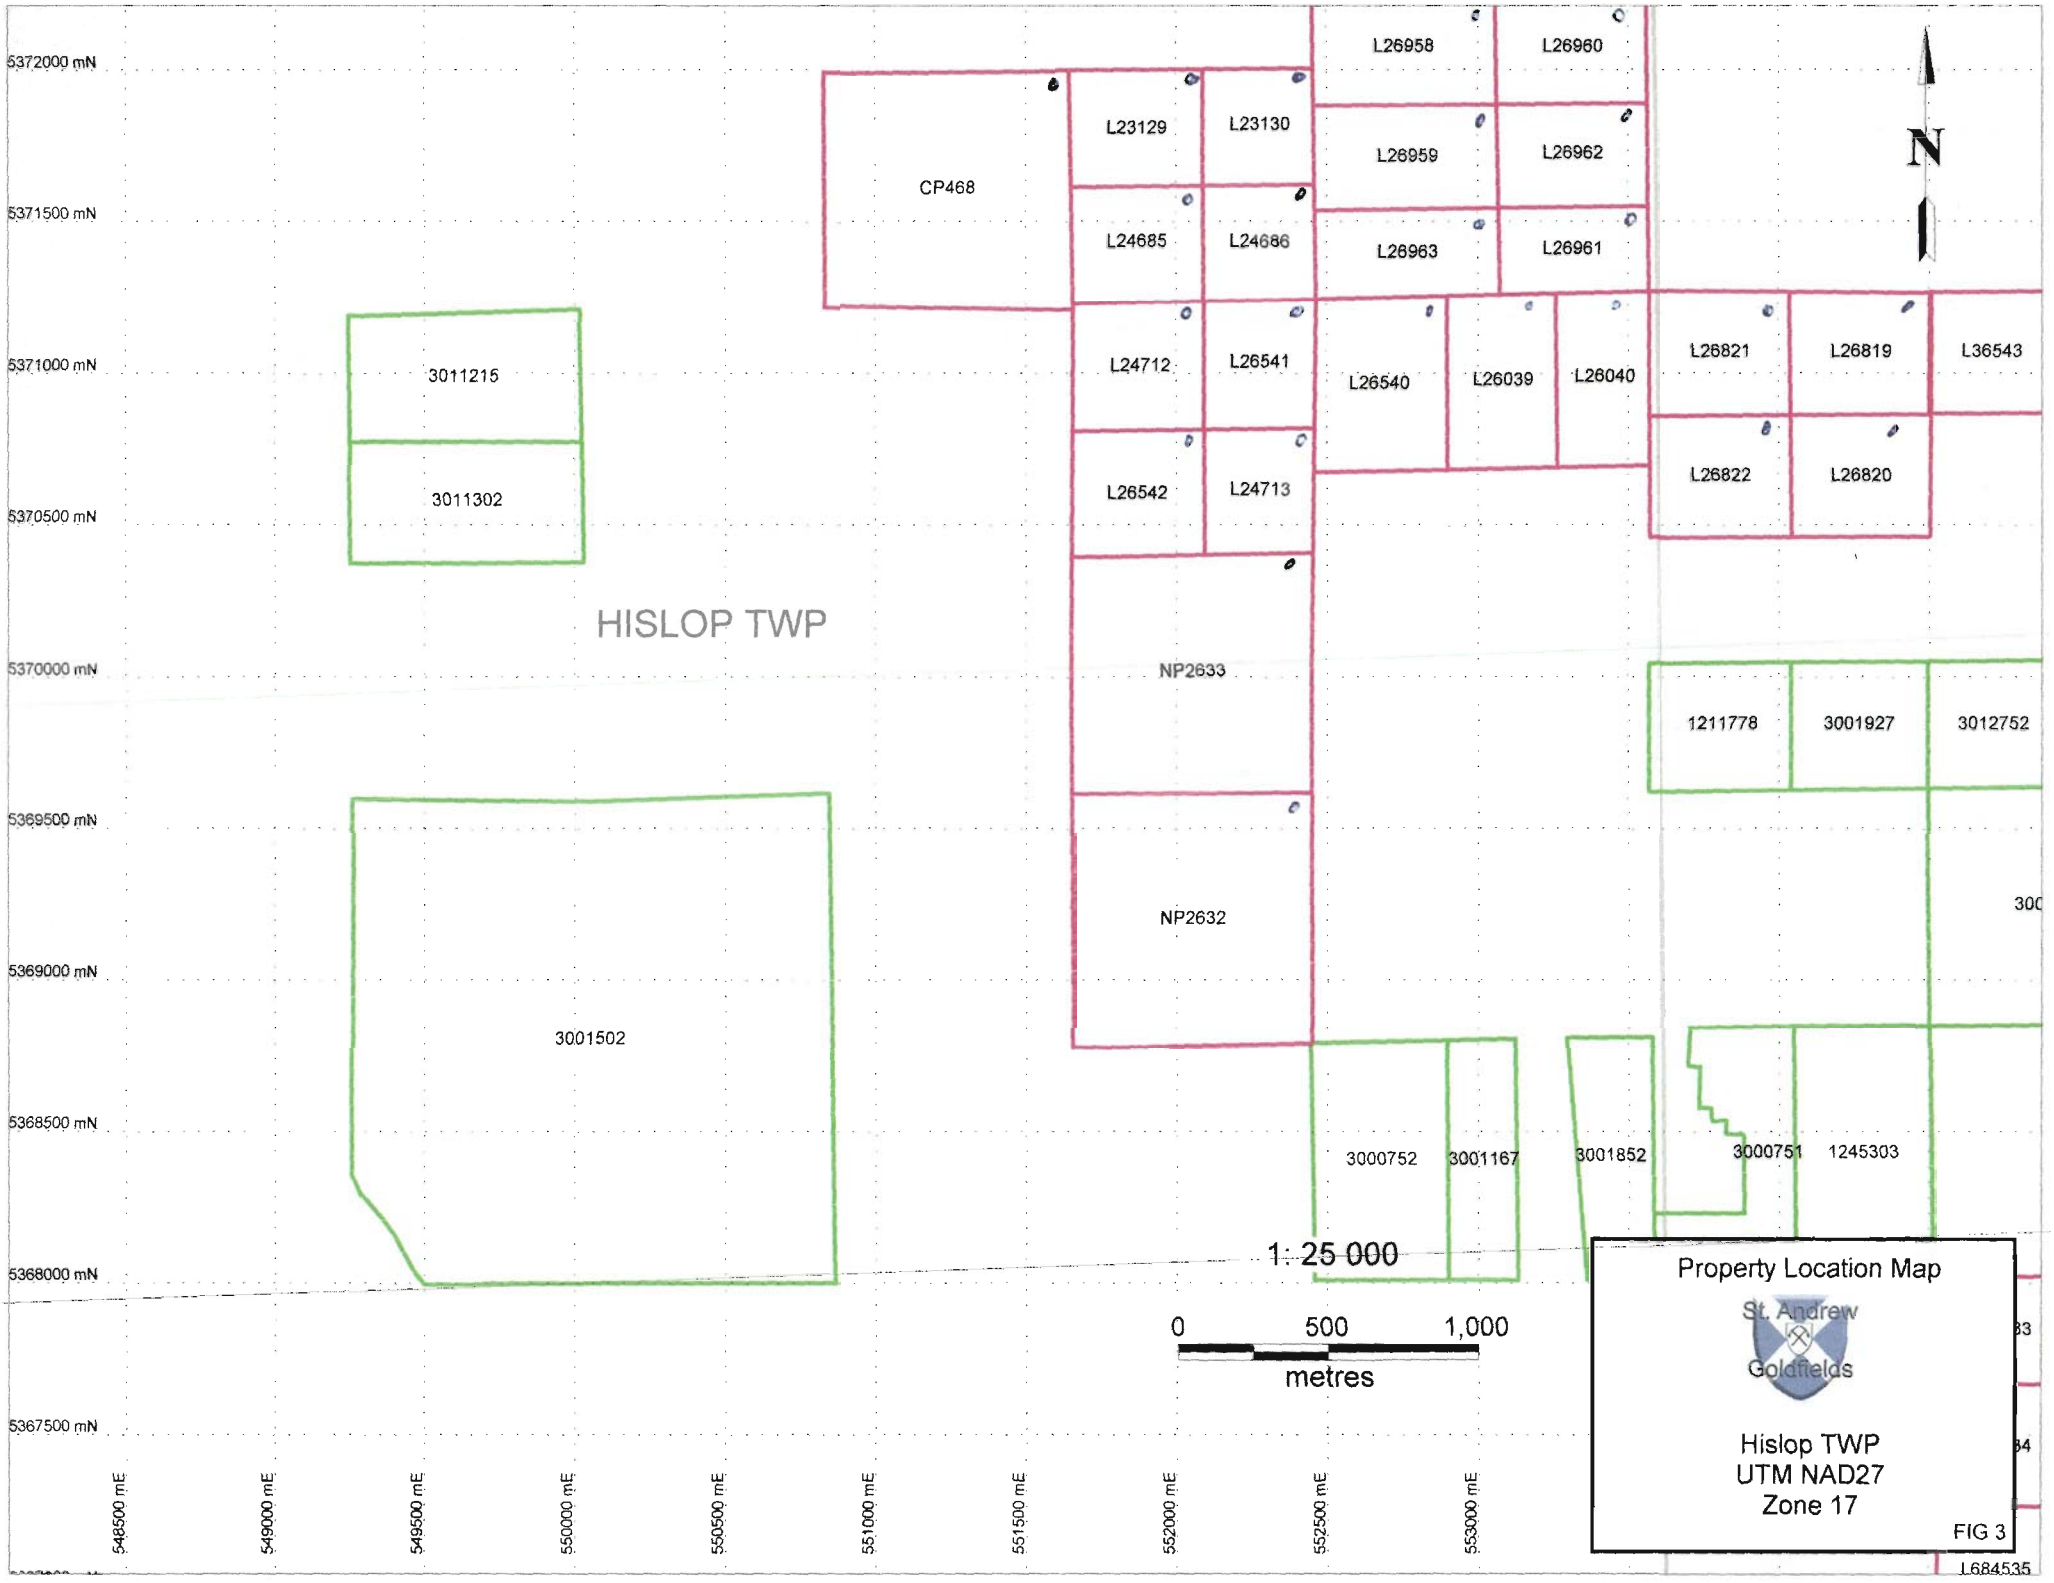 L26958
L26960
5372000 mN
L23129
L23130
L26959
L26962
N
CP468
5371500 mN
L24685
L24686
L26963
L26961
3011215
5371000 mN
L24712
L26541
L26540
L26039
L26040
L26821
L26819
L36543
3011302
L26542
L24713
L26822
L26820
5370500 mN
HISLOP TWP
5370000 mN
NP2633
1211778
3001927
3012752
5369500 mN
NP2632
300
5369000 mN
3001502
5368500 mN
3000752
3001167
3001852
3000751
1245303
5368000 mN
1: 25 000
0 500 1,000
metres
Property Location Map
St. Andrew
Goldfields
Hislop TWP
UTM NAD27
Zone 17
FIG 3
33
34
L684535
5367500 mN
548500 mE
549000 mE
549500 mE
550000 mE
550500 mE
551000 mE
551500 mE
552000 mE
552500 mE
553000 mE